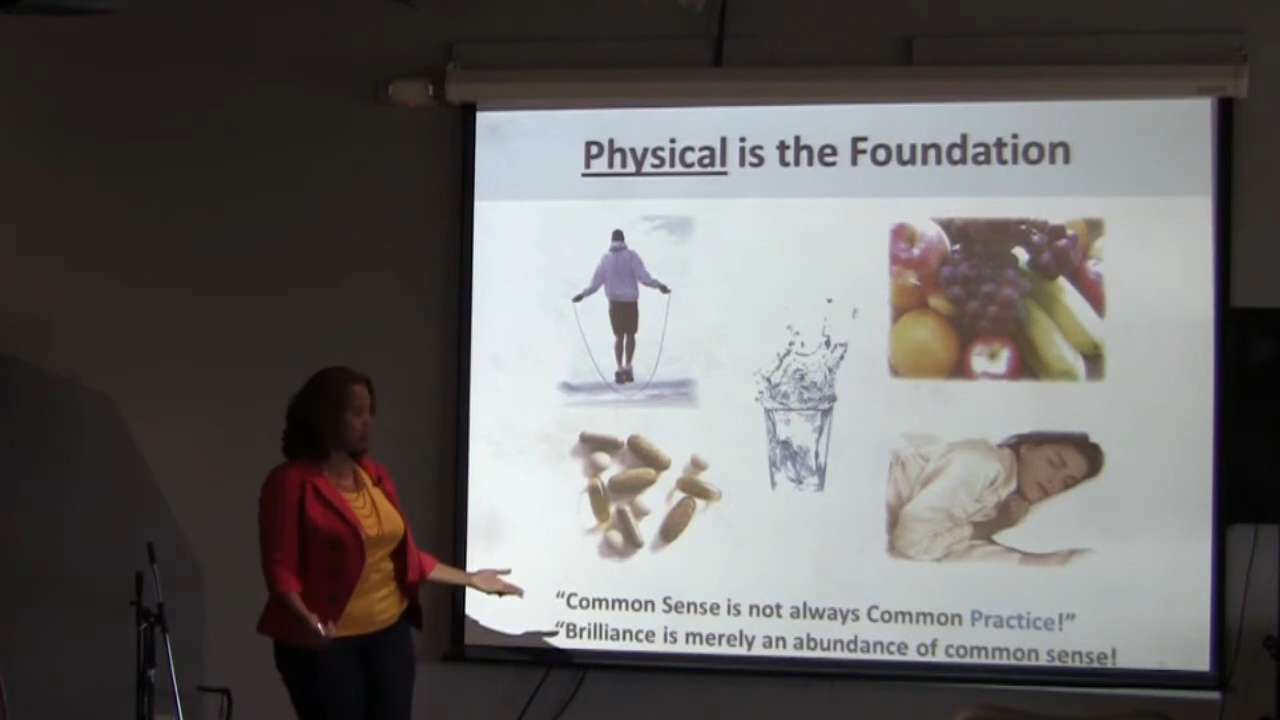 Physical is the Foundation
“Common Sense is not always Common Practice!”
“Brilliance is merely an abundance of common sense!